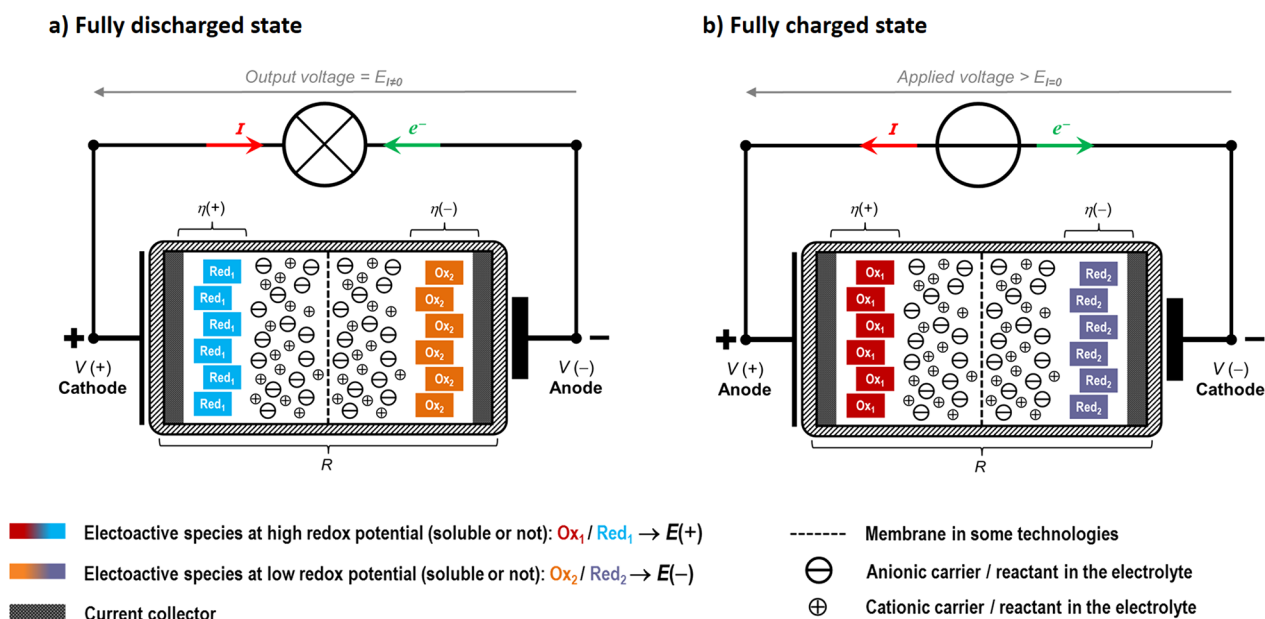 a) Fully discharged state
b) Fully charged state
Output voltage = E_I≠0
Applied voltage > E_I=0
I
e⁻
I
e⁻
η(+)
η(−)
η(+)
η(−)
Red₁
Ox₂
Ox₁
Red₂
Red₁
Ox₂
Ox₁
Red₂
Red₁
Ox₂
Ox₁
Red₂
Red₁
Ox₂
Ox₁
Red₂
Red₁
Ox₂
Ox₁
Red₂
Red₁
Ox₂
Ox₁
Red₂
+
−
+
−
V (+)
Cathode
V (−)
Anode
V (+)
Anode
V (−)
Cathode
R
R
Electoactive species at high redox potential (soluble or not): Ox₁ / Red₁ → E(+)
Electoactive species at low redox potential (soluble or not): Ox₂ / Red₂ → E(−)
Current collector
Membrane in some technologies
Anionic carrier / reactant in the electrolyte
Cationic carrier / reactant in the electrolyte